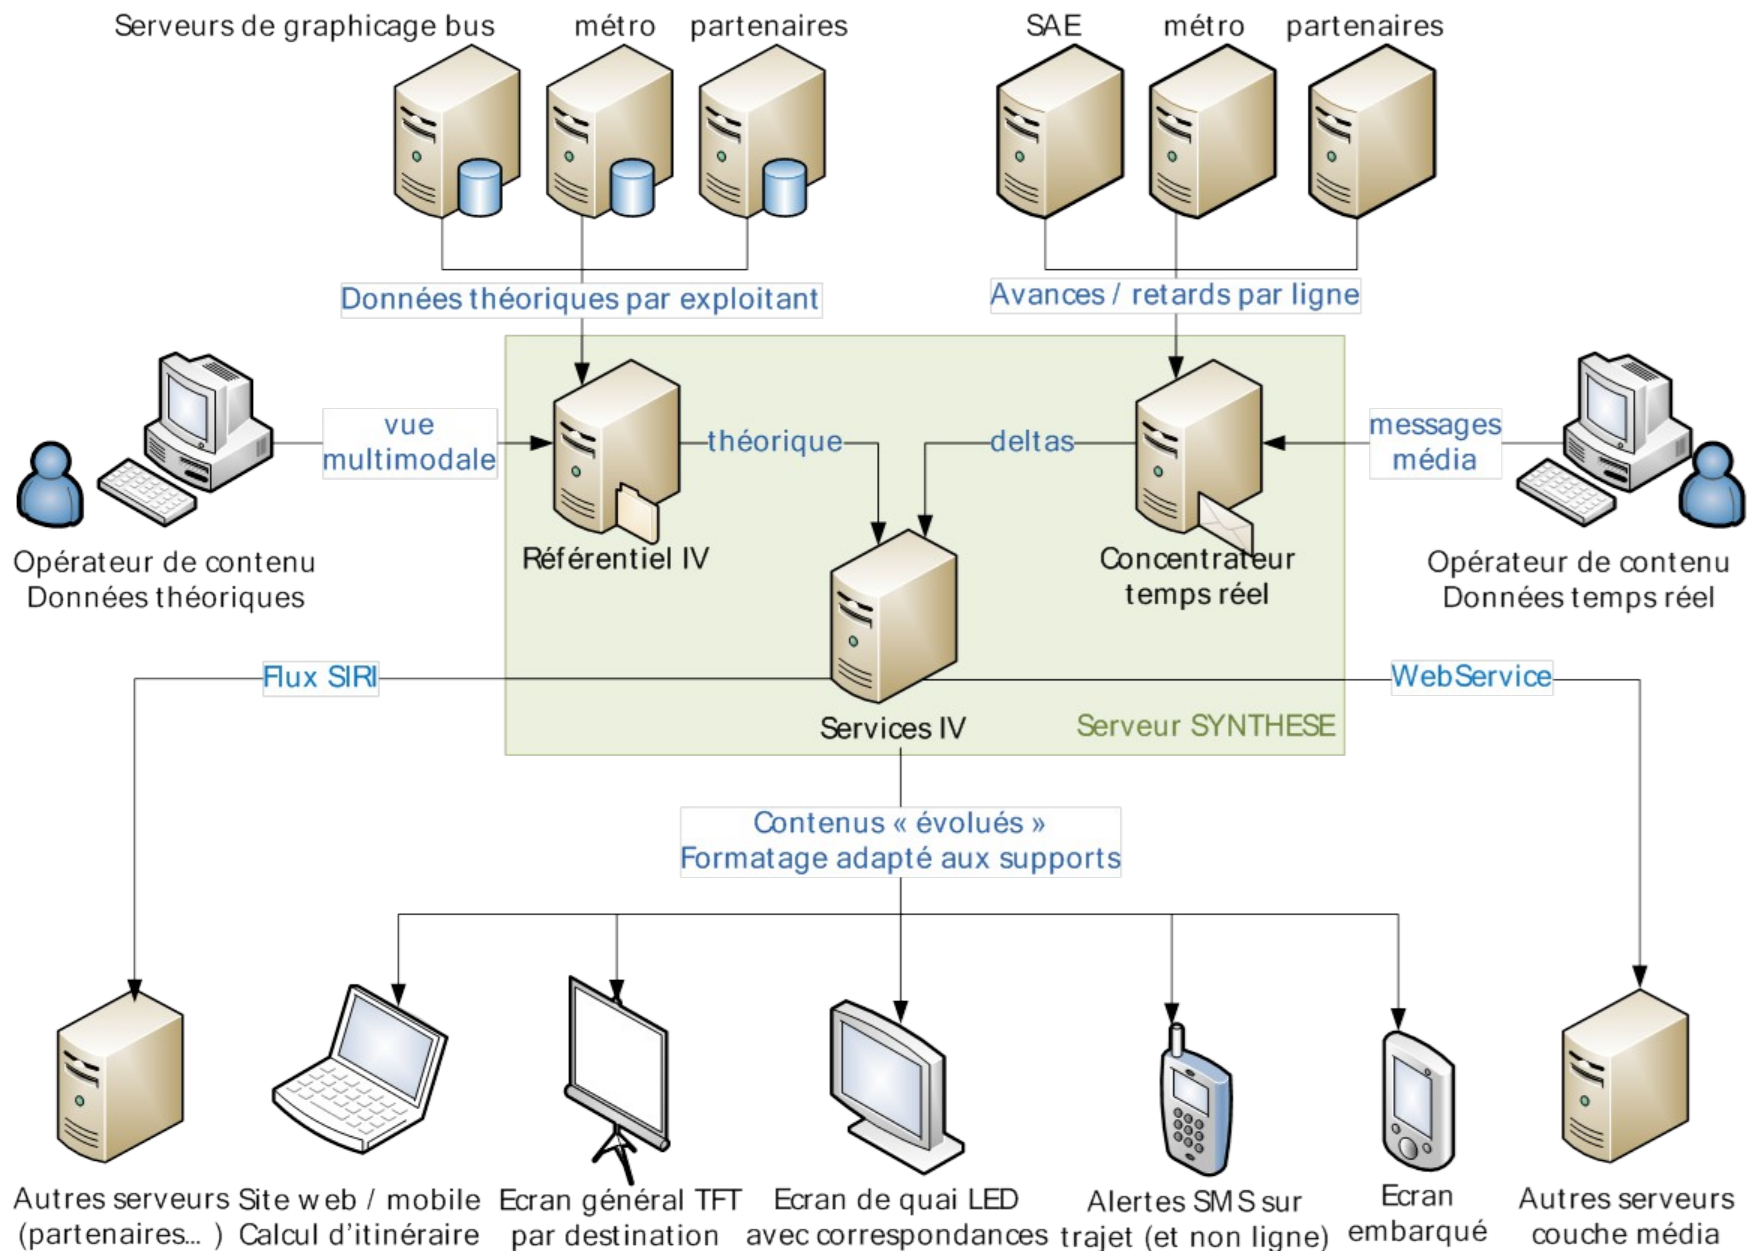 Serveurs de graphicage bus
métro
partenaires
SAE
métro
partenaires
Données théoriques par exploitant
Avances / retards par ligne
vue
multimodale
théorique
deltas
messages
média
Opérateur de contenu
Données théoriques
Référentiel IV
Concentrateur
temps réel
Opérateur de contenu
Données temps réel
Flux SIRI
WebService
Services IV
Serveur SYNTHESE
Contenus « évolués »
Formatage adapté aux supports
Autres serveurs
(partenaires... )
Site web / mobile
Calcul d'itinéraire
Ecran général TFT
par destination
Ecran de quai LED
avec correspondances
Alertes SMS sur
trajet (et non ligne)
Ecran
embarqué
Autres serveurs
couche média